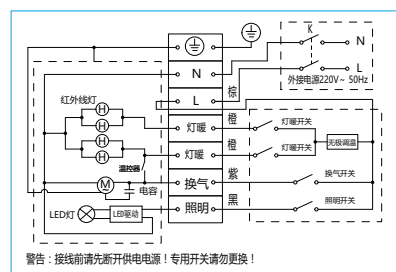 K
N
N
L
棕
L
外接电源220V~ 50Hz
红外线灯
H
H
H
H
橙
灯暖
灯暖开关
橙
无极调温
灯暖
灯暖开关
温控器
紫
M
~
电容
换气
换气开关
黑
LED灯
LED驱动
照明
照明开关
警告：接线前请先断开供电电源！专用开关请勿更换！